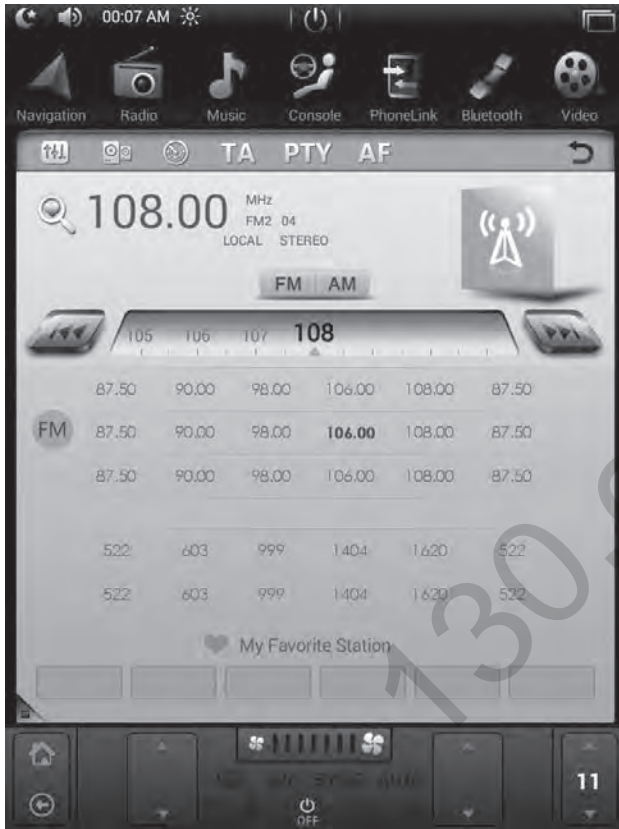 00:07 AM
Navigation Radio Music Console PhoneLink Bluetooth Video
TA PTY AF
108.00 MHz
FM2 04
LOCAL STEREO
FM AM
105 106 107 108
87.50 90.00 98.00 106.00 108.00 87.50
FM 87.50 90.00 98.00 106.00 108.00 87.50
87.50 90.00 98.00 106.00 108.00 87.50
522 603 999 1404 1620 522
522 603 999 1404 1620 522
My Favorite Station
11
OFF